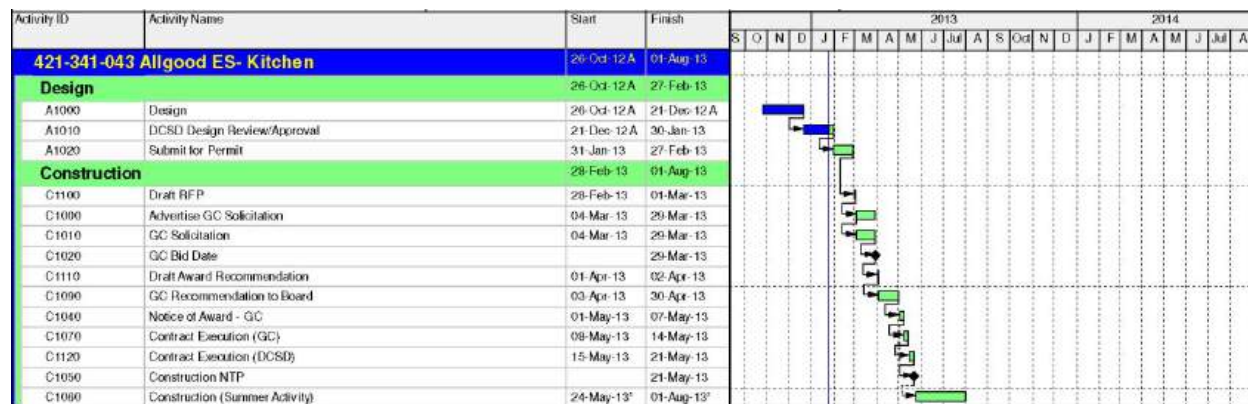 Activity ID Activity Name Start Finish 2013 2014
S O N D J F M A M J Jul A S Oct N D J F M A M J Jul A
421-341-043 Allgood ES- Kitchen 26-Oct-12 A 01-Aug-13
Design 26-Oct-12 A 27-Feb-13
A1000 Design 26-Oct-12 A 21-Dec-12 A
A1010 DCSD Design Review/Approval 21-Dec-12 A 30-Jan-13
A1020 Submit for Permit 31-Jan-13 27-Feb-13
Construction 28-Feb-13 01-Aug-13
C1100 Draft RFP 28-Feb-13 01-Mar-13
C1000 Advertise GC Solicitation 04-Mar-13 29-Mar-13
C1010 GC Solicitation 04-Mar-13 29-Mar-13
C1020 GC Bid Date 29-Mar-13
C1110 Draft Award Recommendation 01-Apr-13 02-Apr-13
C1090 GC Recommendation to Board 03-Apr-13 30-Apr-13
C1040 Notice of Award - GC 01-May-13 07-May-13
C1070 Contract Execution (GC) 08-May-13 14-May-13
C1120 Contract Execution (DCSD) 15-May-13 21-May-13
C1050 Construction NTP 21-May-13
C1060 Construction (Summer Activity) 24-May-13* 01-Aug-13*